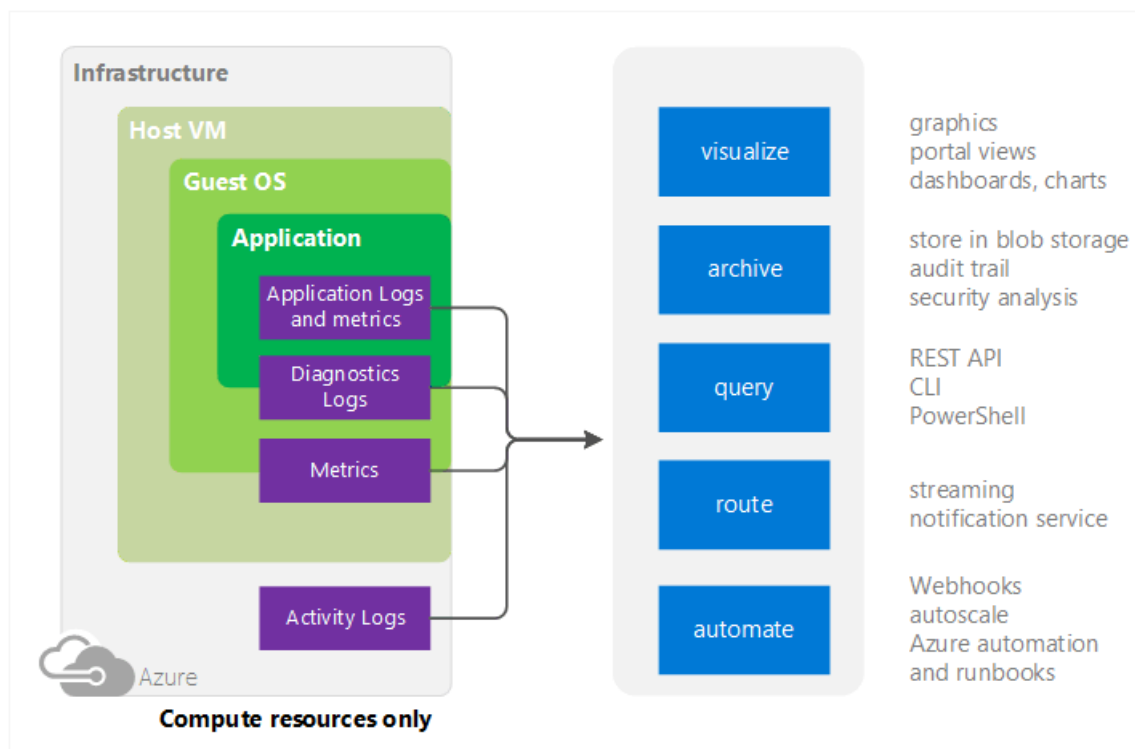 Infrastructure
Host VM
Guest OS
Application
Application Logs
and metrics
Diagnostics
Logs
Metrics
Activity Logs
Azure
Compute resources only
visualize
graphics
portal views
dashboards, charts
archive
store in blob storage
audit trail
security analysis
query
REST API
CLI
PowerShell
route
streaming
notification service
automate
Webhooks
autoscale
Azure automation
and runbooks